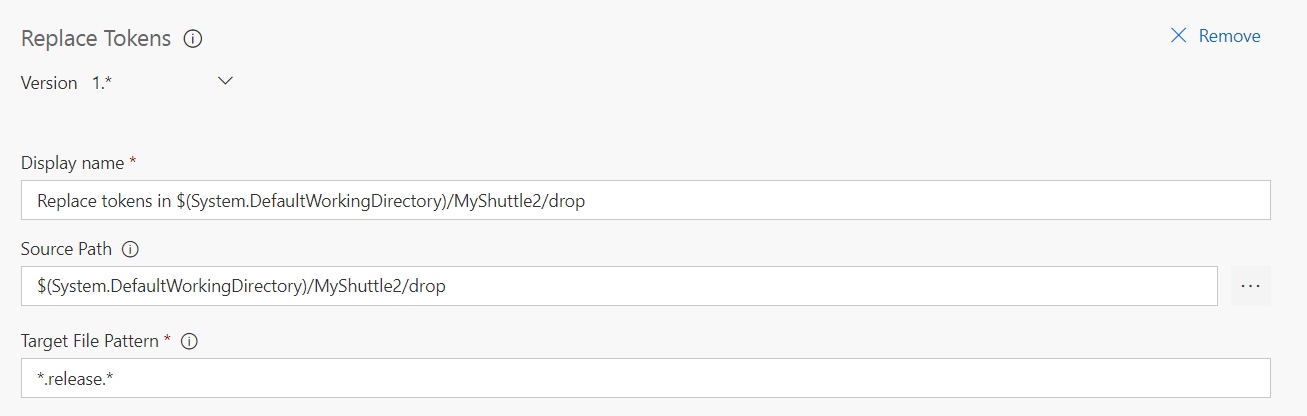 Replace Tokens
Remove
Version 1.*
Display name *
Replace tokens in $(System.DefaultWorkingDirectory)/MyShuttle2/drop
Source Path
$(System.DefaultWorkingDirectory)/MyShuttle2/drop
...
Target File Pattern *
*.release.*